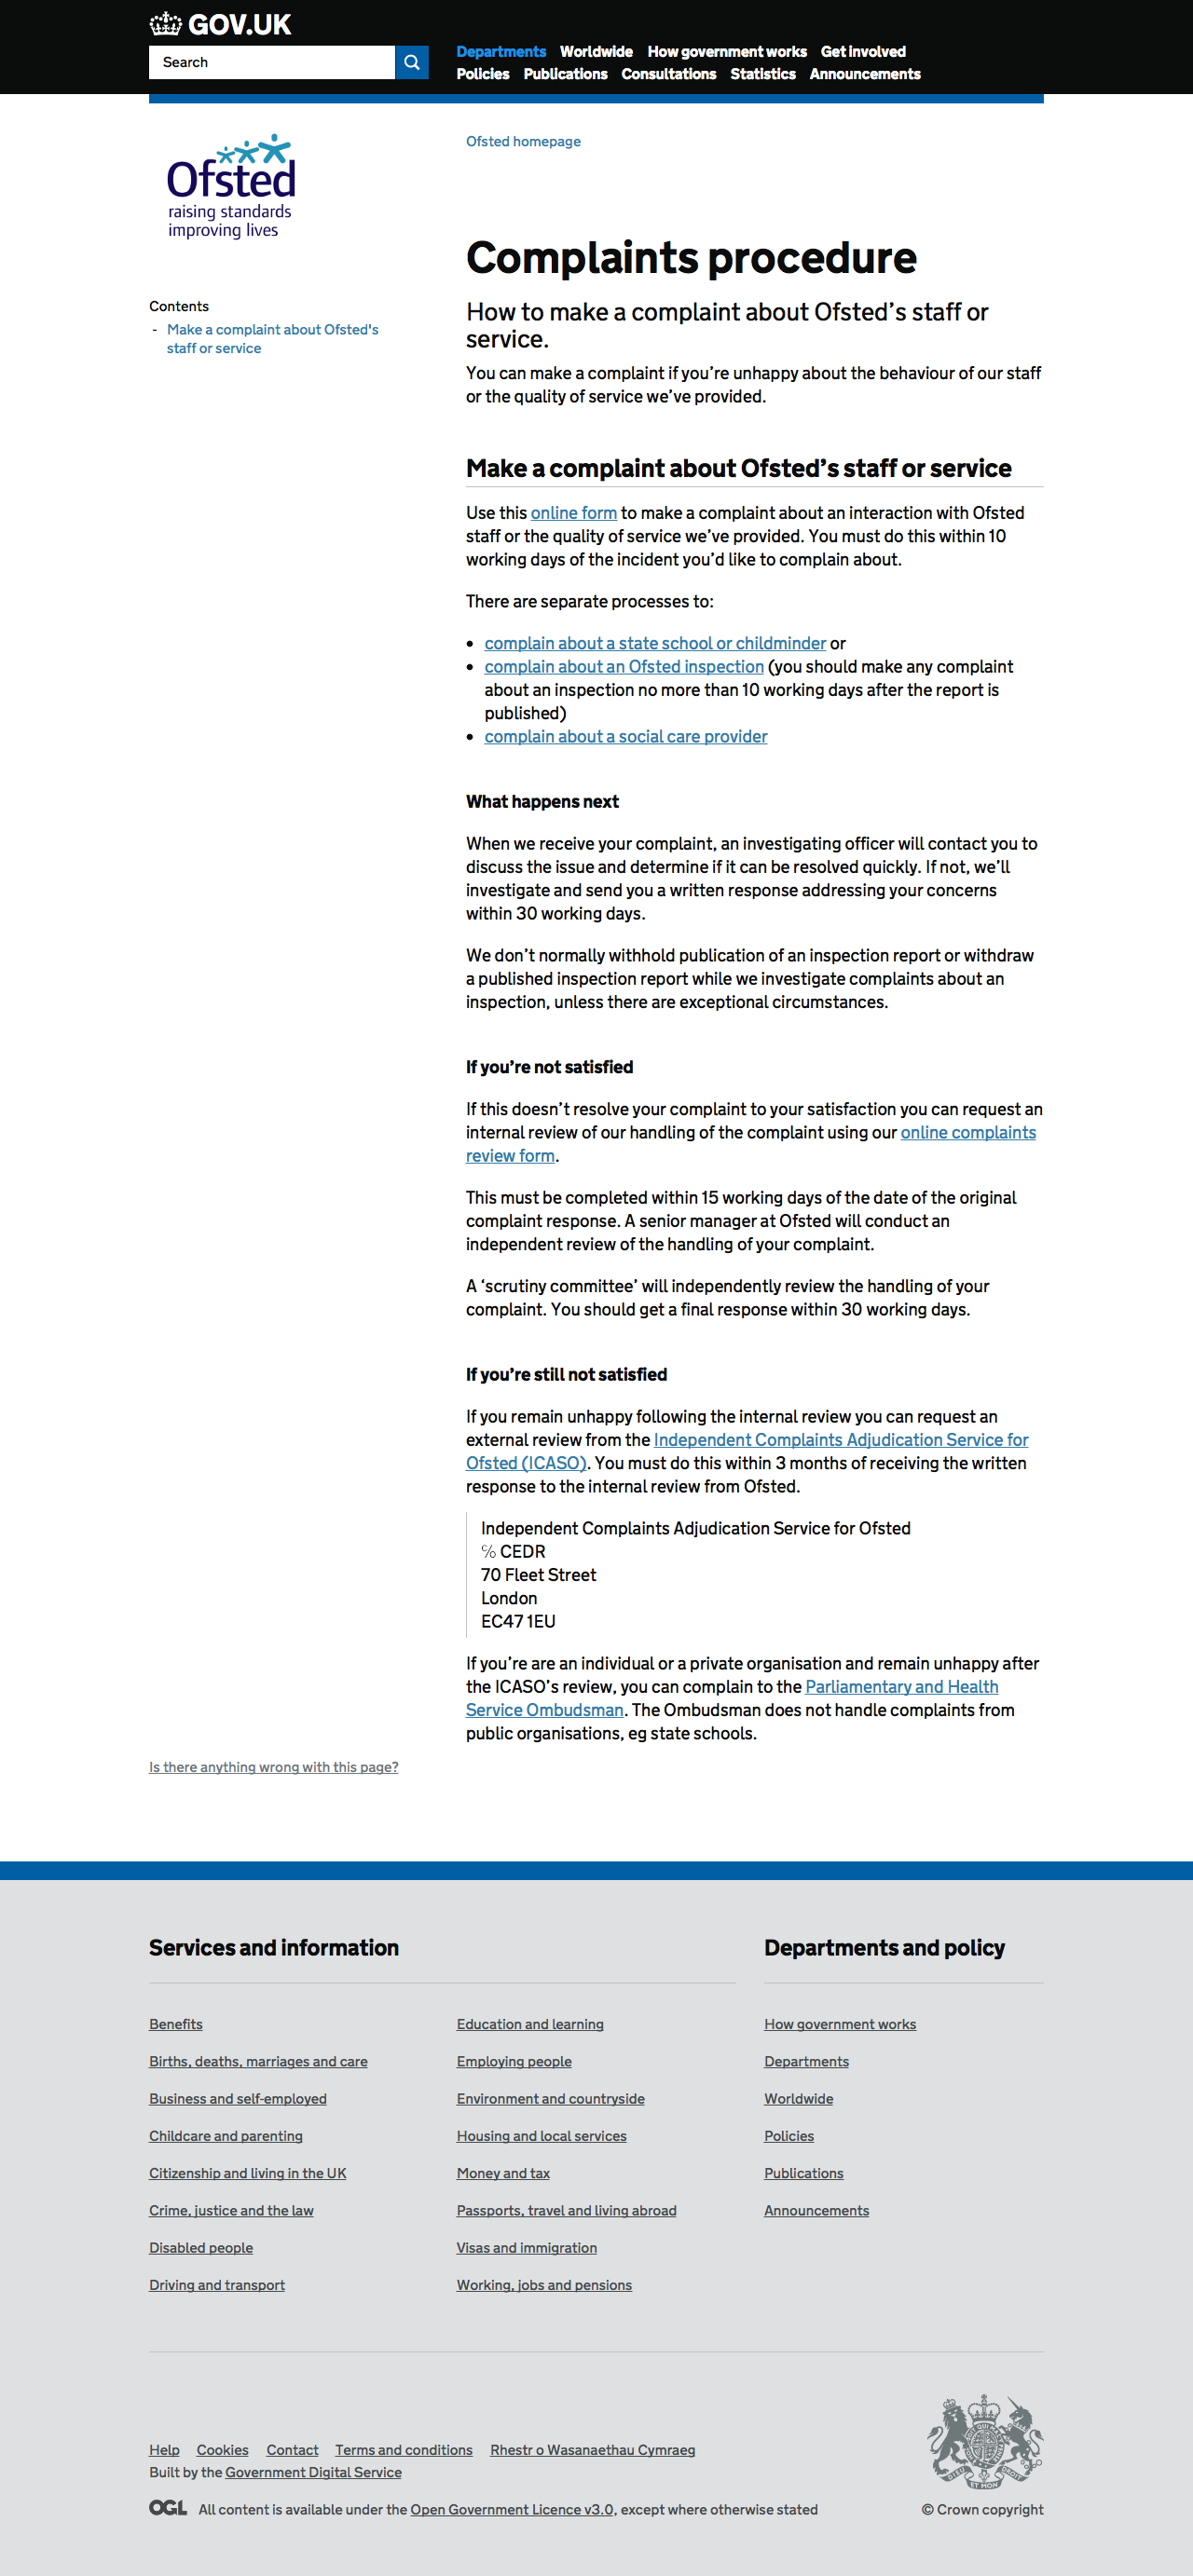 GOV.UK
Search
Departments Worldwide How government works Get involved
Policies Publications Consultations Statistics Announcements
Ofsted
raising standards
improving lives
Ofsted homepage
Complaints procedure
Contents
- Make a complaint about Ofsted's
staff or service
How to make a complaint about Ofsted’s staff or
service.
You can make a complaint if you’re unhappy about the behaviour of our staff
or the quality of service we’ve provided.
Make a complaint about Ofsted’s staff or service
Use this online form to make a complaint about an interaction with Ofsted
staff or the quality of service we’ve provided. You must do this within 10
working days of the incident you’d like to complain about.
There are separate processes to:
• complain about a state school or childminder or
• complain about an Ofsted inspection (you should make any complaint
about an inspection no more than 10 working days after the report is
published)
• complain about a social care provider
What happens next
When we receive your complaint, an investigating officer will contact you to
discuss the issue and determine if it can be resolved quickly. If not, we’ll
investigate and send you a written response addressing your concerns
within 30 working days.
We don’t normally withhold publication of an inspection report or withdraw
a published inspection report while we investigate complaints about an
inspection, unless there are exceptional circumstances.
If you’re not satisfied
If this doesn’t resolve your complaint to your satisfaction you can request an
internal review of our handling of the complaint using our online complaints
review form.
This must be completed within 15 working days of the date of the original
complaint response. A senior manager at Ofsted will conduct an
independent review of the handling of your complaint.
A ‘scrutiny committee’ will independently review the handling of your
complaint. You should get a final response within 30 working days.
If you’re still not satisfied
If you remain unhappy following the internal review you can request an
external review from the Independent Complaints Adjudication Service for
Ofsted (ICASO). You must do this within 3 months of receiving the written
response to the internal review from Ofsted.
Independent Complaints Adjudication Service for Ofsted
℅ CEDR
70 Fleet Street
London
EC47 1EU
If you’re are an individual or a private organisation and remain unhappy after
the ICASO’s review, you can complain to the Parliamentary and Health
Service Ombudsman. The Ombudsman does not handle complaints from
public organisations, eg state schools.
Is there anything wrong with this page?
Services and information
Benefits
Births, deaths, marriages and care
Business and self-employed
Childcare and parenting
Citizenship and living in the UK
Crime, justice and the law
Disabled people
Driving and transport
Education and learning
Employing people
Environment and countryside
Housing and local services
Money and tax
Passports, travel and living abroad
Visas and immigration
Working, jobs and pensions
Departments and policy
How government works
Departments
Worldwide
Policies
Publications
Announcements
Help Cookies Contact Terms and conditions Rhestr o Wasanaethau Cymraeg
Built by the Government Digital Service
OGL All content is available under the Open Government Licence v3.0, except where otherwise stated
DIEU ET MON DROIT
© Crown copyright